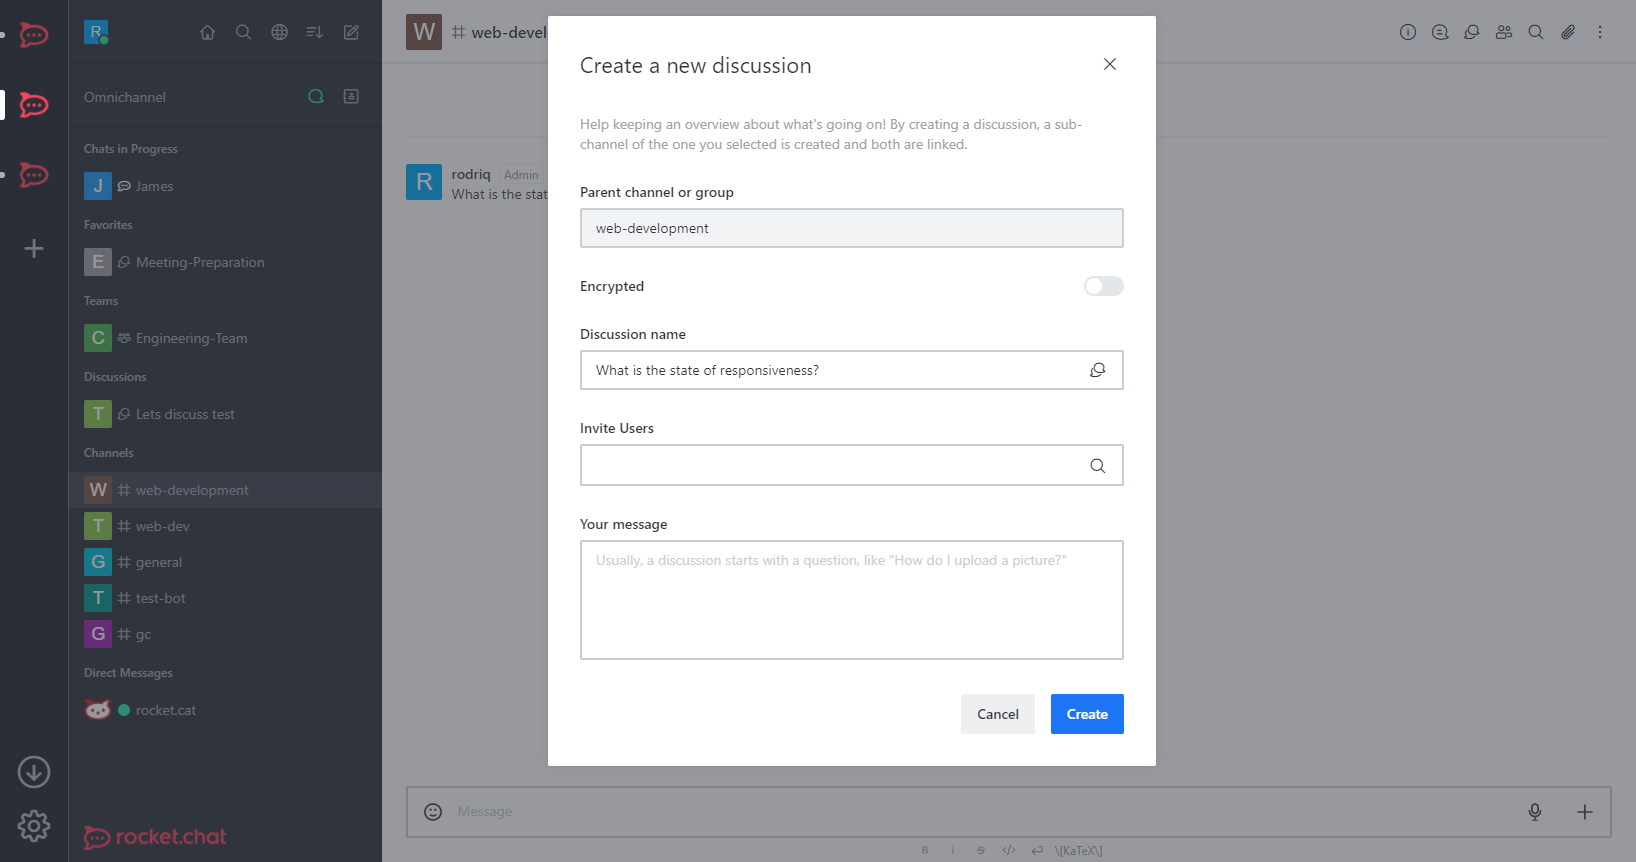 R
Omnichannel
Chats in Progress
J James
Favorites
E Meeting-Preparation
Teams
C Engineering-Team
Discussions
T Lets discuss test
Channels
W web-development
T web-dev
G general
T test-bot
G gc
Direct Messages
rocket.cat
rocket.chat
W web-devel
R rodriq Admin
What is the stat
Create a new discussion
Help keeping an overview about what's going on! By creating a discussion, a sub-
channel of the one you selected is created and both are linked.
Parent channel or group
web-development
Encrypted
Discussion name
What is the state of responsiveness?
Invite Users
Your message
Usually, a discussion starts with a question, like "How do I upload a picture?"
Cancel Create
Message
B i S </> \[KaTeX\]